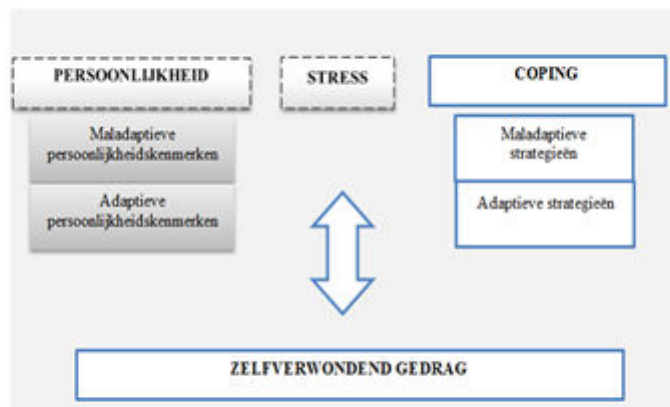 PERSOONLIJKHEID
STRESS
COPING
Maladaptieve
persoonlijkheidskenmerken
Maladaptieve
strategieën
Adaptieve
persoonlijkheidskenmerken
Adaptieve strategieën
ZELFVERWONDEND GEDRAG